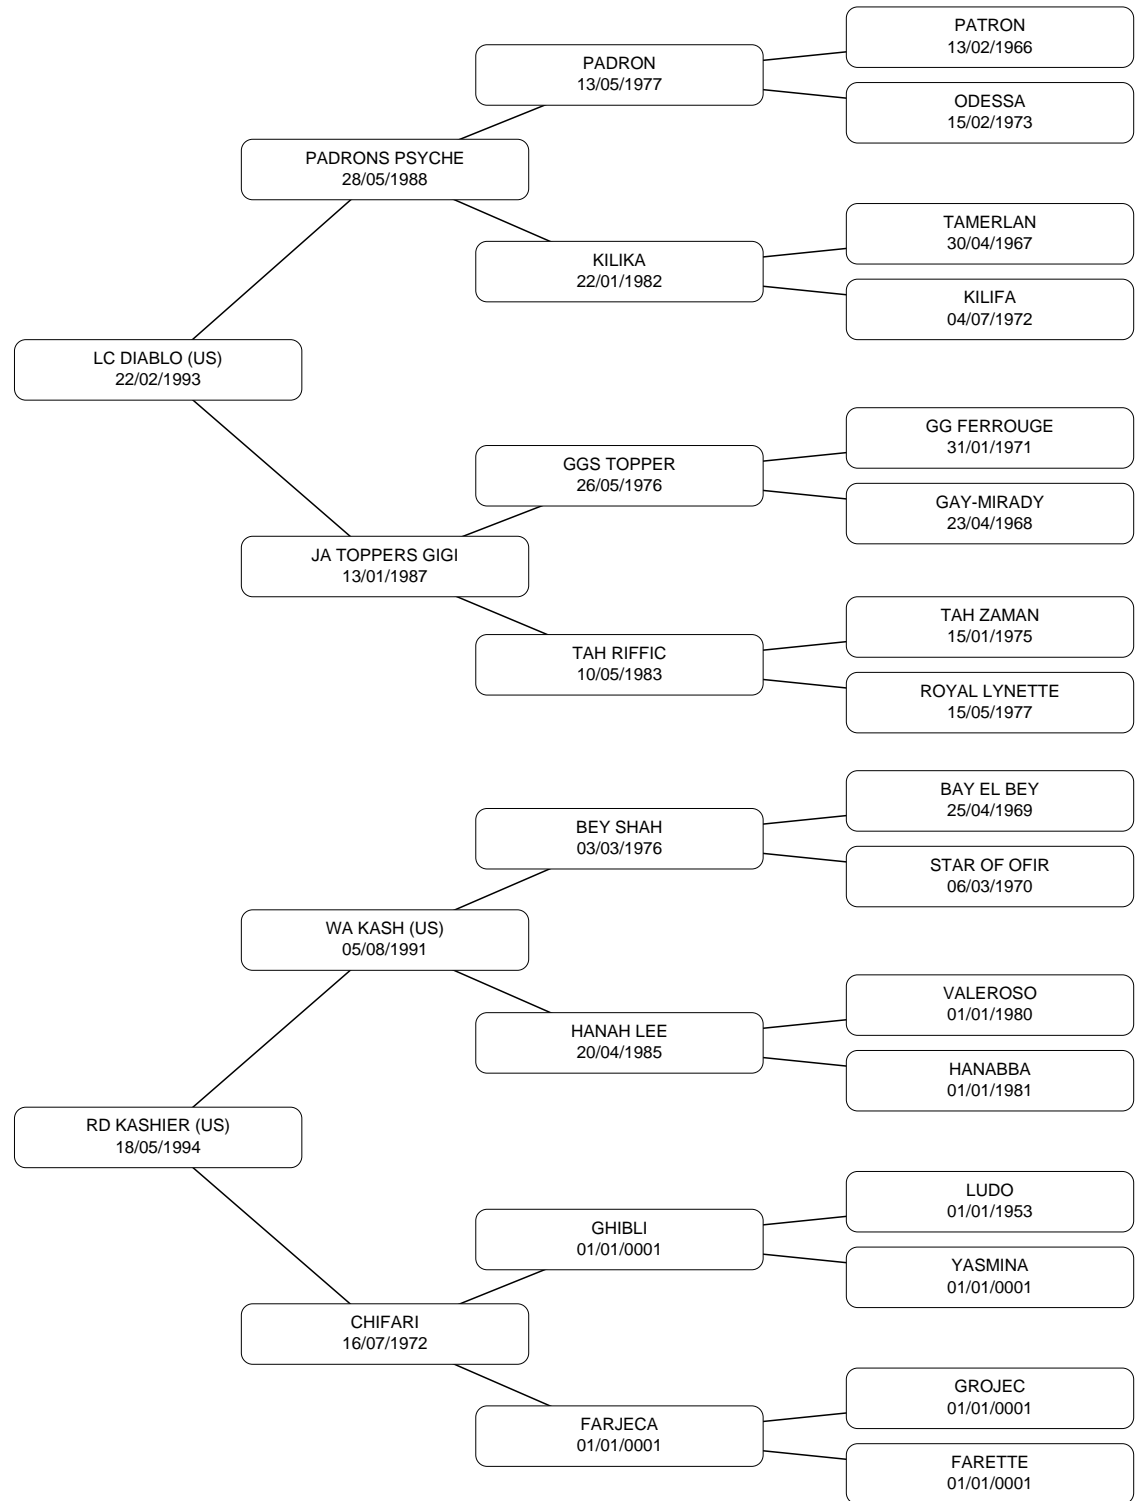 PATRON
13/02/1966
PADRON
13/05/1977
ODESSA
15/02/1973
PADRONS PSYCHE
28/05/1988
TAMERLAN
30/04/1967
KILIKA
22/01/1982
KILIFA
04/07/1972
LC DIABLO (US)
22/02/1993
GG FERROUGE
31/01/1971
GGS TOPPER
26/05/1976
GAY-MIRADY
23/04/1968
JA TOPPERS GIGI
13/01/1987
TAH ZAMAN
15/01/1975
TAH RIFFIC
10/05/1983
ROYAL LYNETTE
15/05/1977
BAY EL BEY
25/04/1969
BEY SHAH
03/03/1976
STAR OF OFIR
06/03/1970
WA KASH (US)
05/08/1991
VALEROSO
01/01/1980
HANAH LEE
20/04/1985
HANABBA
01/01/1981
RD KASHIER (US)
18/05/1994
LUDO
01/01/1953
GHIBLI
01/01/0001
YASMINA
01/01/0001
CHIFARI
16/07/1972
GROJEC
01/01/0001
FARJECA
01/01/0001
FARETTE
01/01/0001